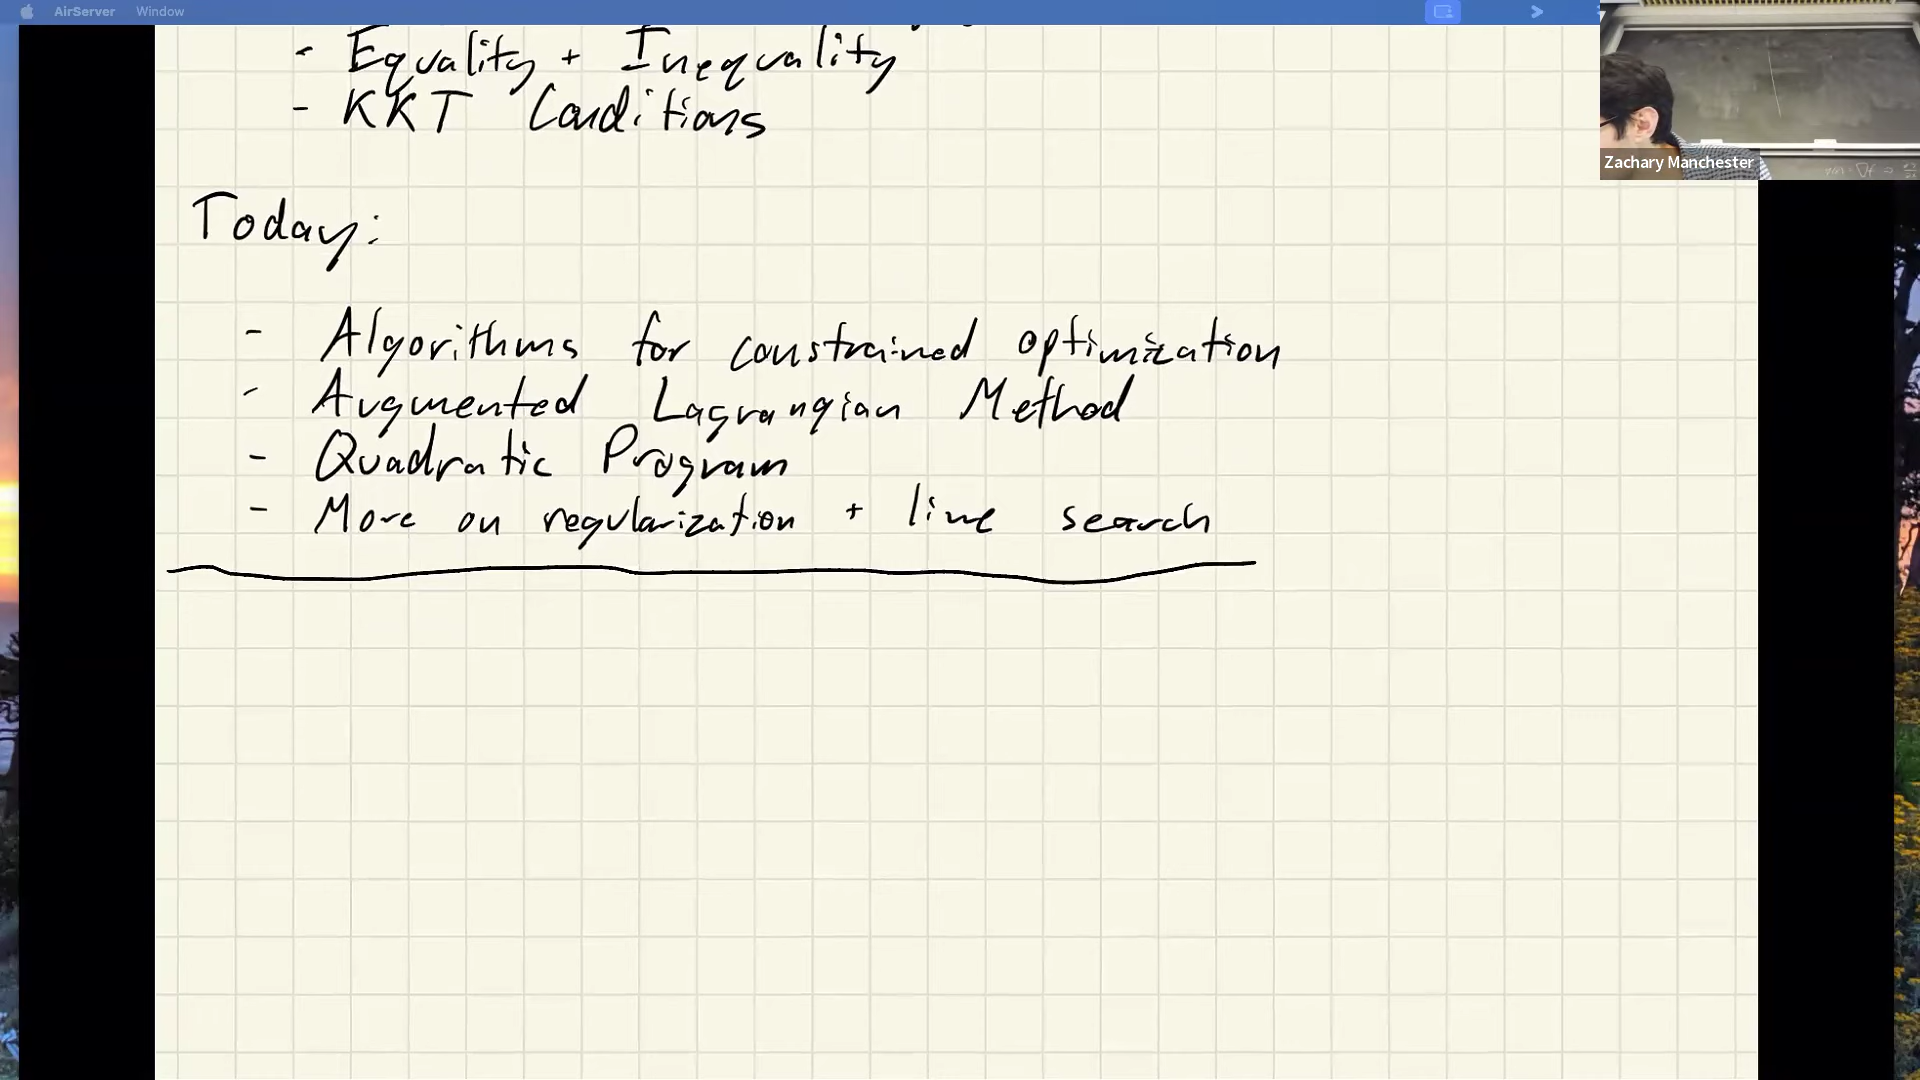 AirServer Window
- Equality + Inequality
- KKT Conditions
Zachary Manchester
Today:
- Algorithms for constrained optimization
- Augmented Lagrangian Method
- Quadratic Program
- More on regularization + line search